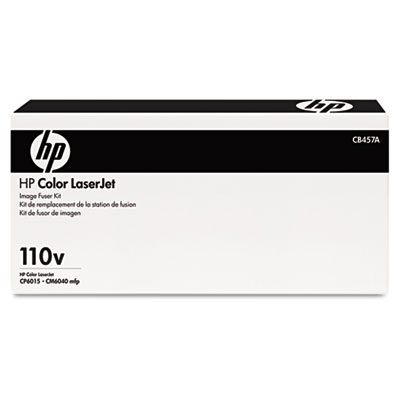 hp
CB457A
hp
HP Color LaserJet
Image Fuser Kit
Kit de remplacement de la station de fusion
Kit de fusor de imagen
110v
HP Color LaserJet
CP6015 • CM6040 mfp